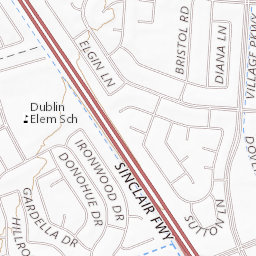 ELGIN LN
BRISTOL RD
DIANA LN
VILLAGE PKWY
Dublin
Elem Sch
IRONWOOD DR
DONOHUE DR
GARDELLA DR
SINCLAIR FWY
SUTTON LN